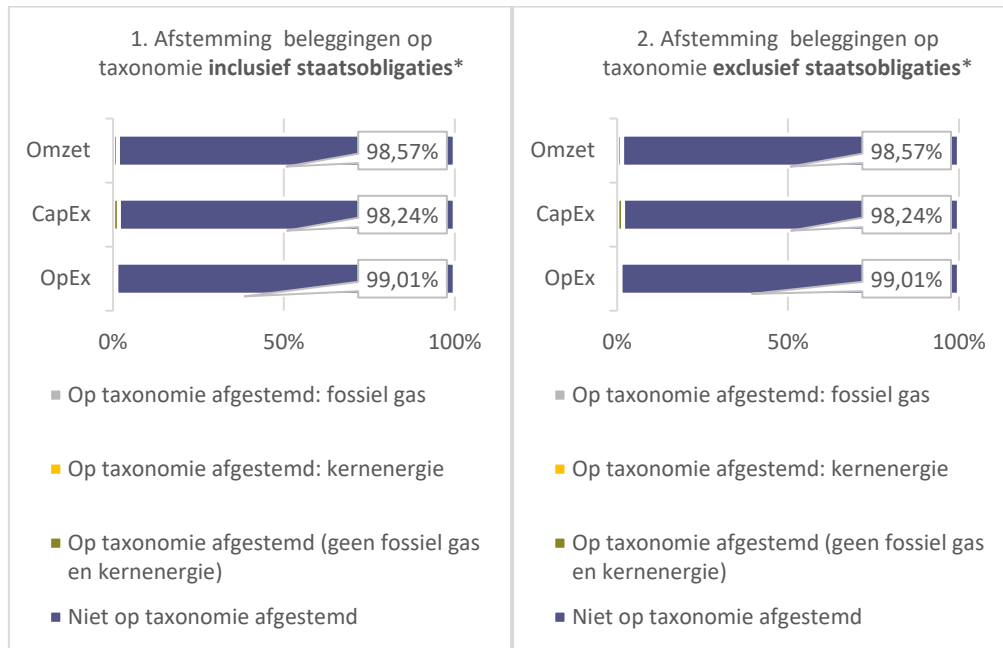 1. Afstemming beleggingen op
taxonomie inclusief staatsobligaties*
Omzet
98,57%
CapEx
98,24%
OpEx
99,01%
0%
50%
100%
Op taxonomie afgestemd: fossiel gas
Op taxonomie afgestemd: kernenergie
Op taxonomie afgestemd (geen fossiel gas
en kernenergie)
Niet op taxonomie afgestemd
2. Afstemming beleggingen op
taxonomie exclusief staatsobligaties*
Omzet
98,57%
CapEx
98,24%
OpEx
99,01%
0%
50%
100%
Op taxonomie afgestemd: fossiel gas
Op taxonomie afgestemd: kernenergie
Op taxonomie afgestemd (geen fossiel gas
en kernenergie)
Niet op taxonomie afgestemd